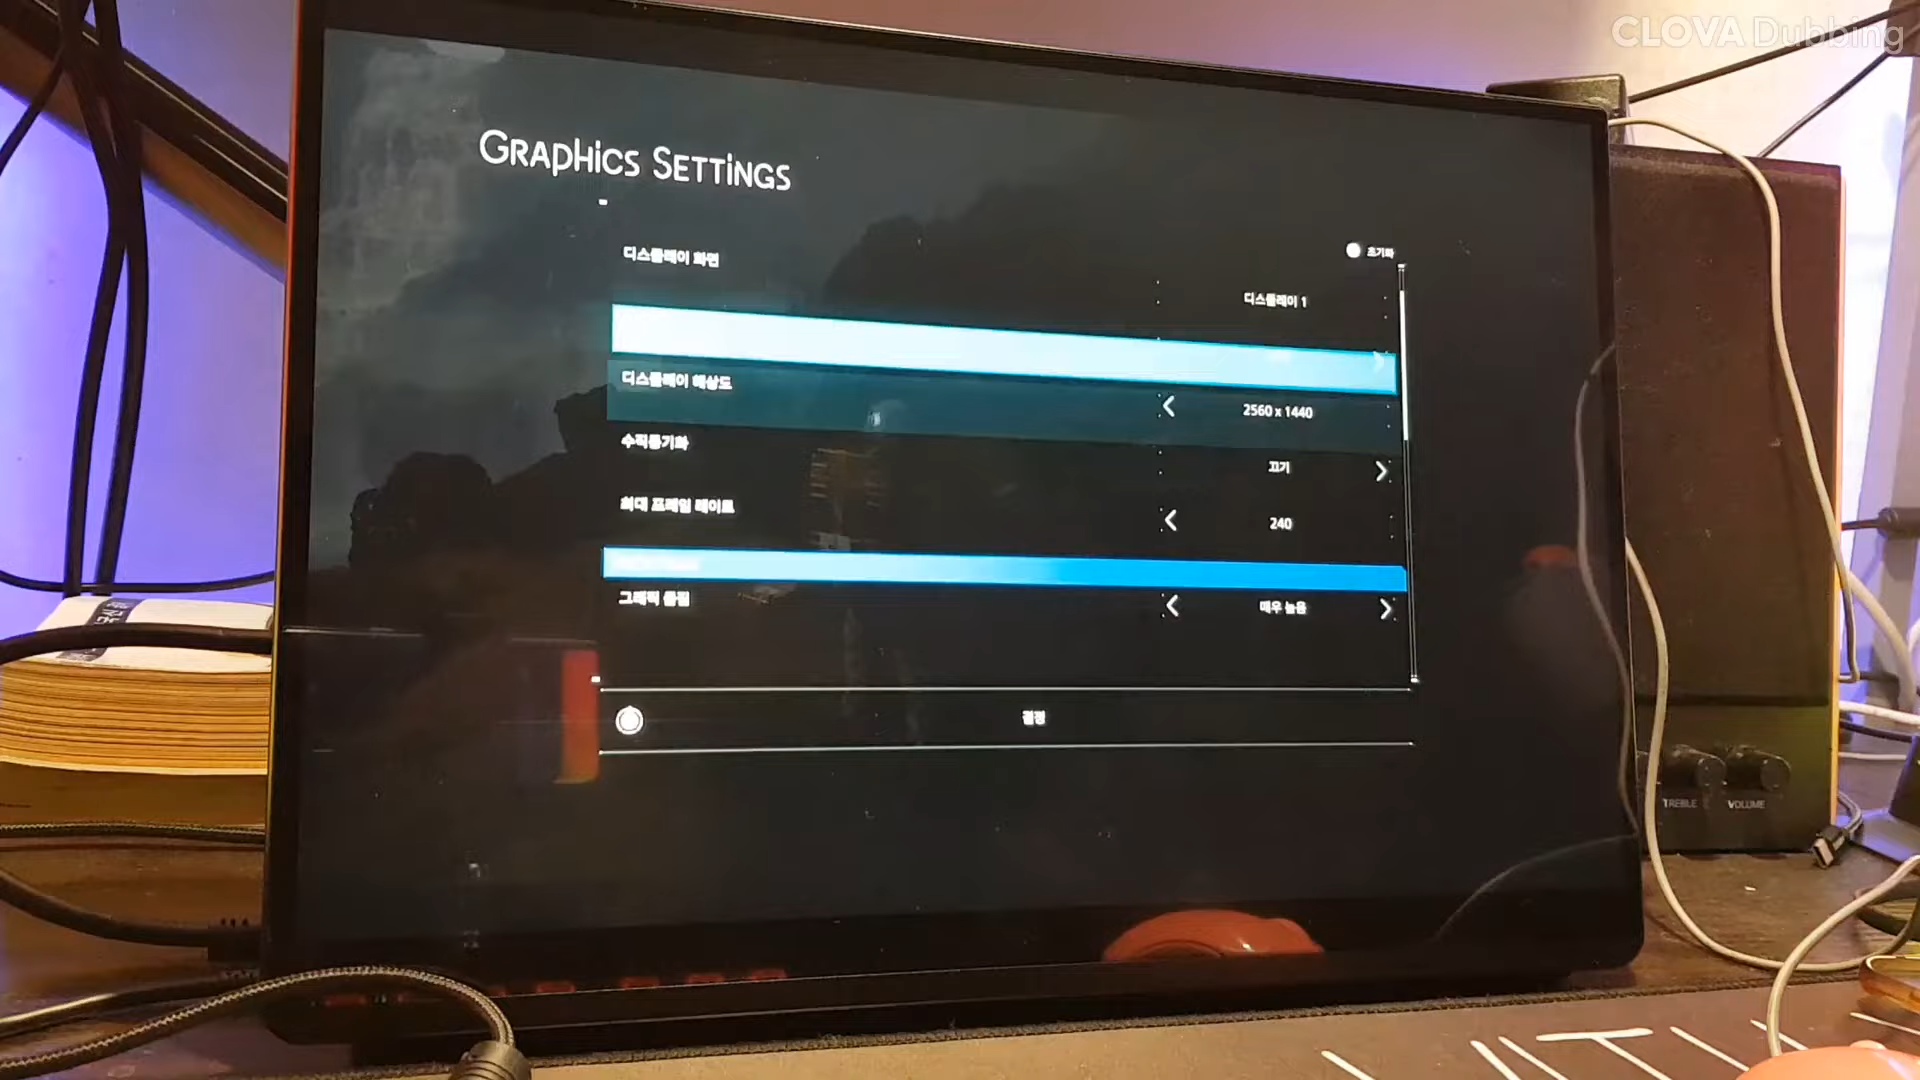 CLOVA Dubbing
GRAPHICS SETTINGS
초기화
디스플레이 화면
디스플레이 1
디스플레이 해상도
2560 x 1440
수직동기화
끄기
최대 프레임 레이트
240
그래픽 품질
매우 높음
결정
TREBLE
VOLUME